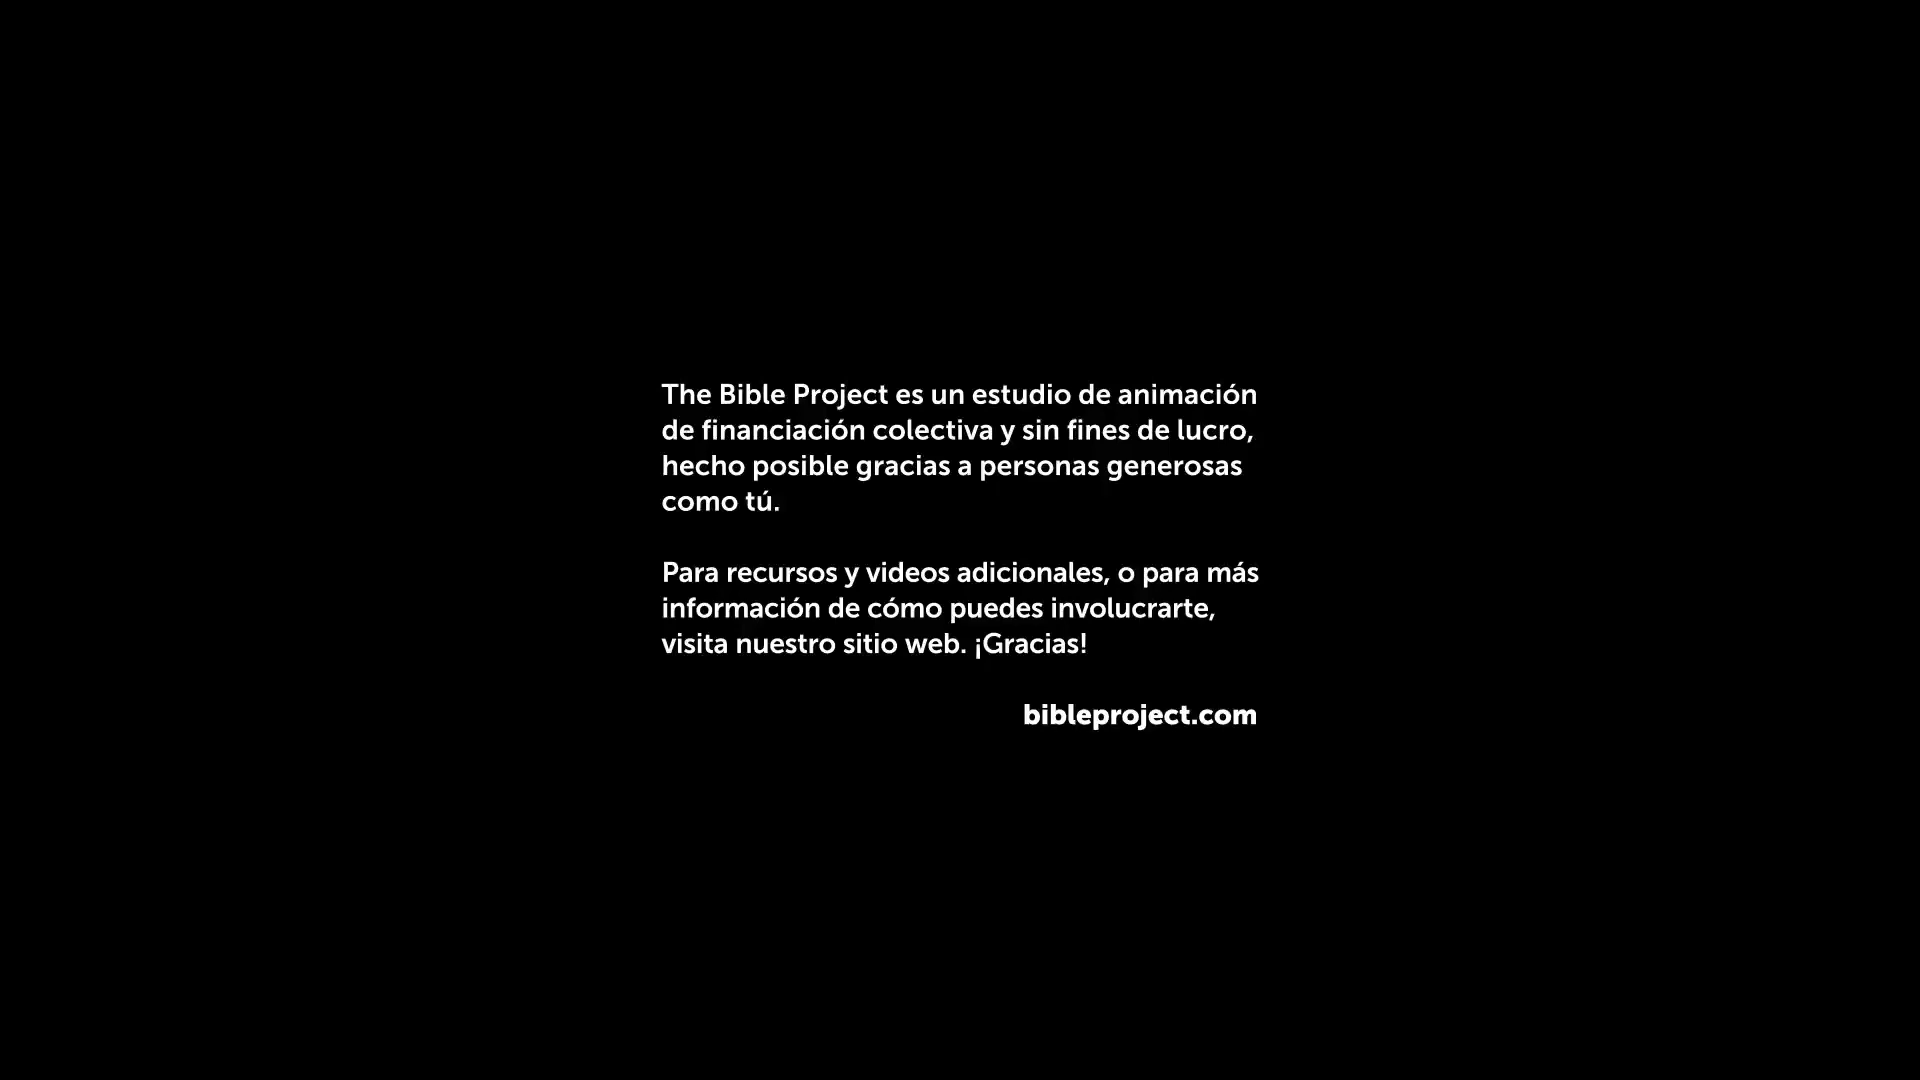 The Bible Project es un estudio de animación
de financiación colectiva y sin fines de lucro,
hecho posible gracias a personas generosas
como tú.
Para recursos y videos adicionales, o para más
información de cómo puedes involucrarte,
visita nuestro sitio web. ¡Gracias!
bibleproject.com